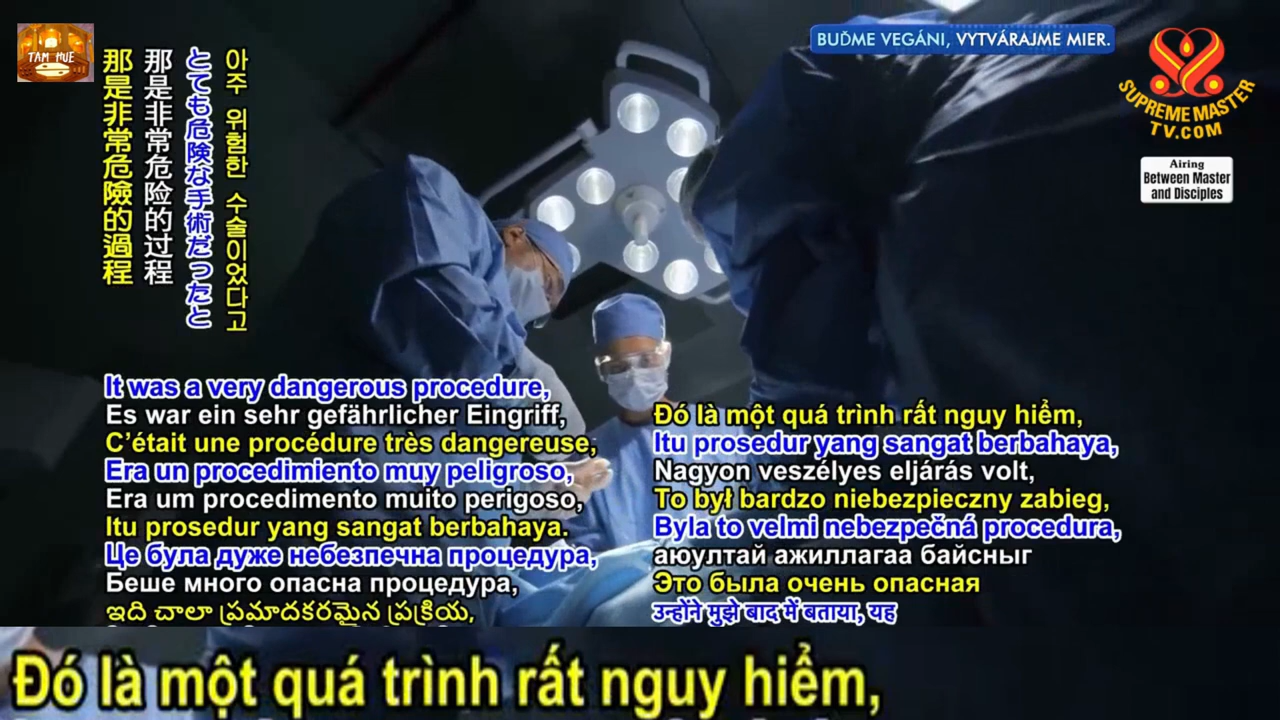 TAM HUE
BUĎME VEGÁNI, VYTVÁRAJME MIER.
SUPREME MASTER
TV.COM
Airing
Between Master
and Disciples
아주 위험한 수술이었다고
とても危険な手術だったと
那是非常危险的过程
那是非常危險的過程
It was a very dangerous procedure,
Es war ein sehr gefährlicher Eingriff,
C’était une procédure très dangereuse,
Era un procedimiento muy peligroso,
Era um procedimento muito perigoso,
Itu prosedur yang sangat berbahaya.
Це була дуже небезпечна процедура,
Беше много опасна процедура,
ఇది చాలా ప్రమాదకరమైన ప్రక్రియ,
Đó là một quá trình rất nguy hiểm,
Itu prosedur yang sangat berbahaya,
Nagyon veszélyes eljárás volt,
To był bardzo niebezpieczny zabieg,
Byla to velmi nebezpečná procedura,
аюултай ажиллагаа байсныг
Это была очень опасная
उन्होंने मुझे बाद में बताया, यह
Đó là một quá trình rất nguy hiểm,